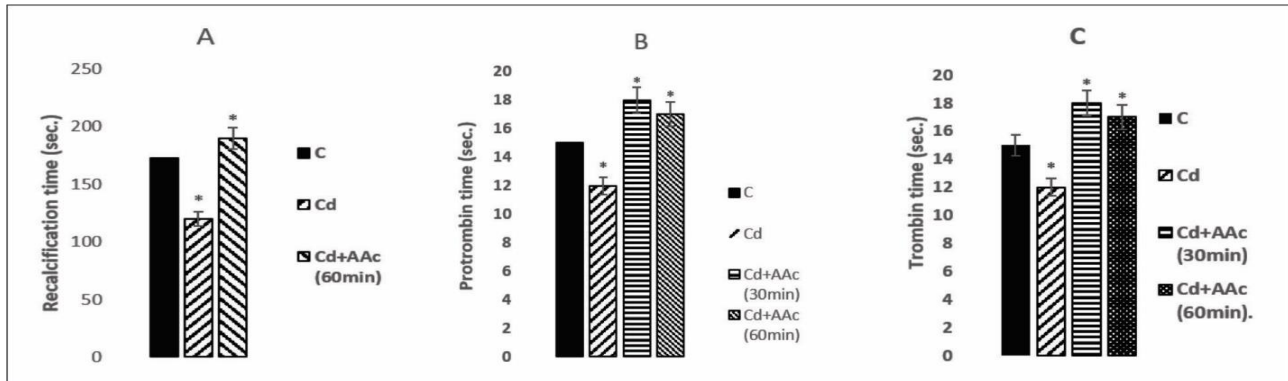 A
Recalcification time (sec.)
250
200
150
100
50
0
*
*
C
Cd
Cd+AAc
(60min)
B
Protrombin time (sec.)
20
18
16
14
12
10
8
6
4
2
0
*
*
*
C
Cd
Cd+AAc
(30min)
Cd+AAc
(60min)
C
Trombin time (sec.)
20
18
16
14
12
10
8
6
4
2
0
*
*
*
C
Cd
Cd+AAc
(30min)
Cd+AAc
(60min).